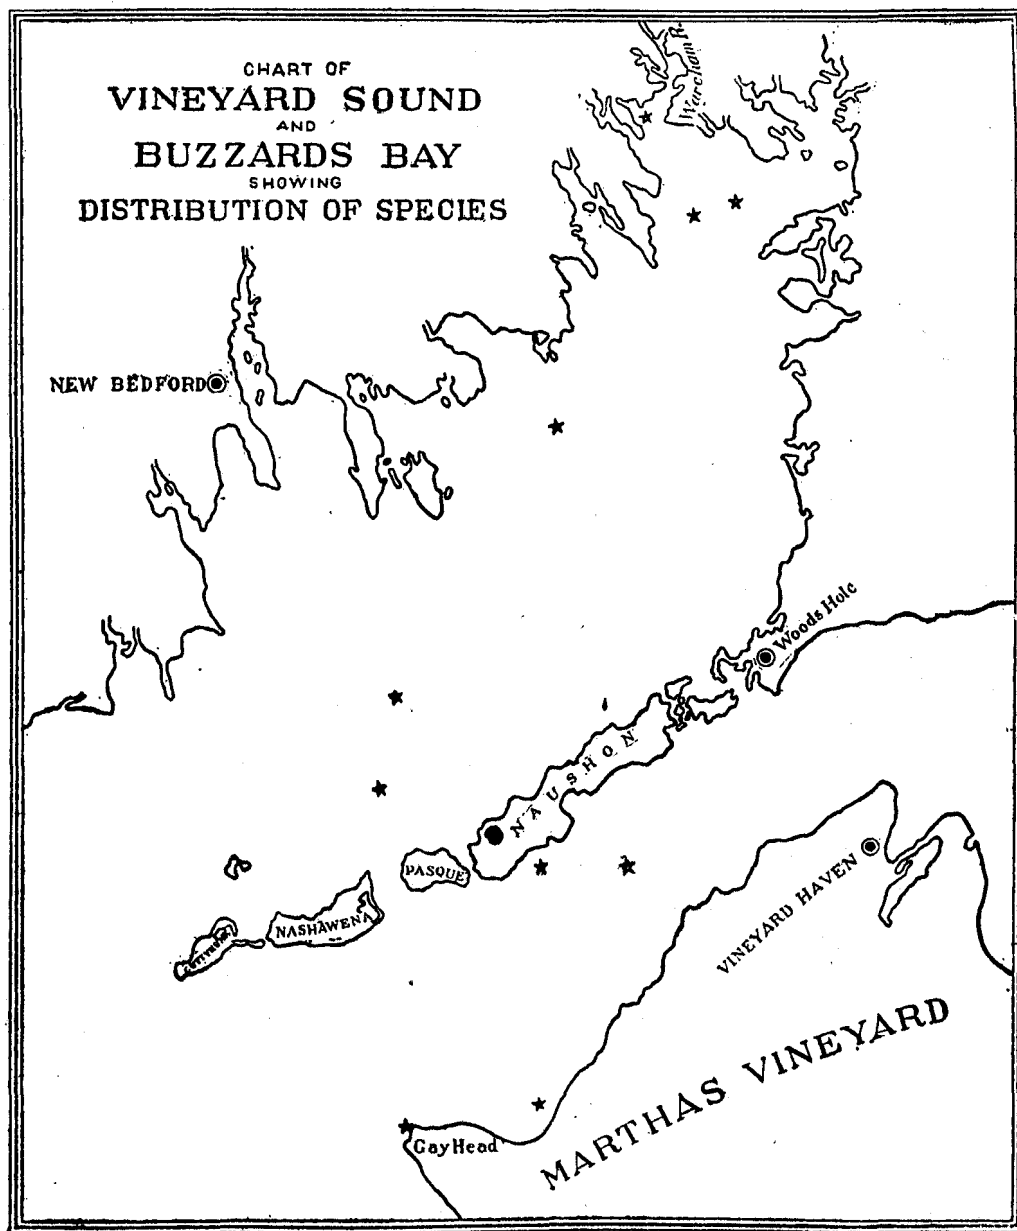 CHART OF
VINEYARD SOUND
AND
BUZZARDS BAY
SHOWING
DISTRIBUTION OF SPECIES
Wareham R.
NEW BEDFORD
Woods Hole
NAUSHON
PASQUE
NASHAWENA
VINEYARD HAVEN
MARTHAS VINEYARD
Gay Head